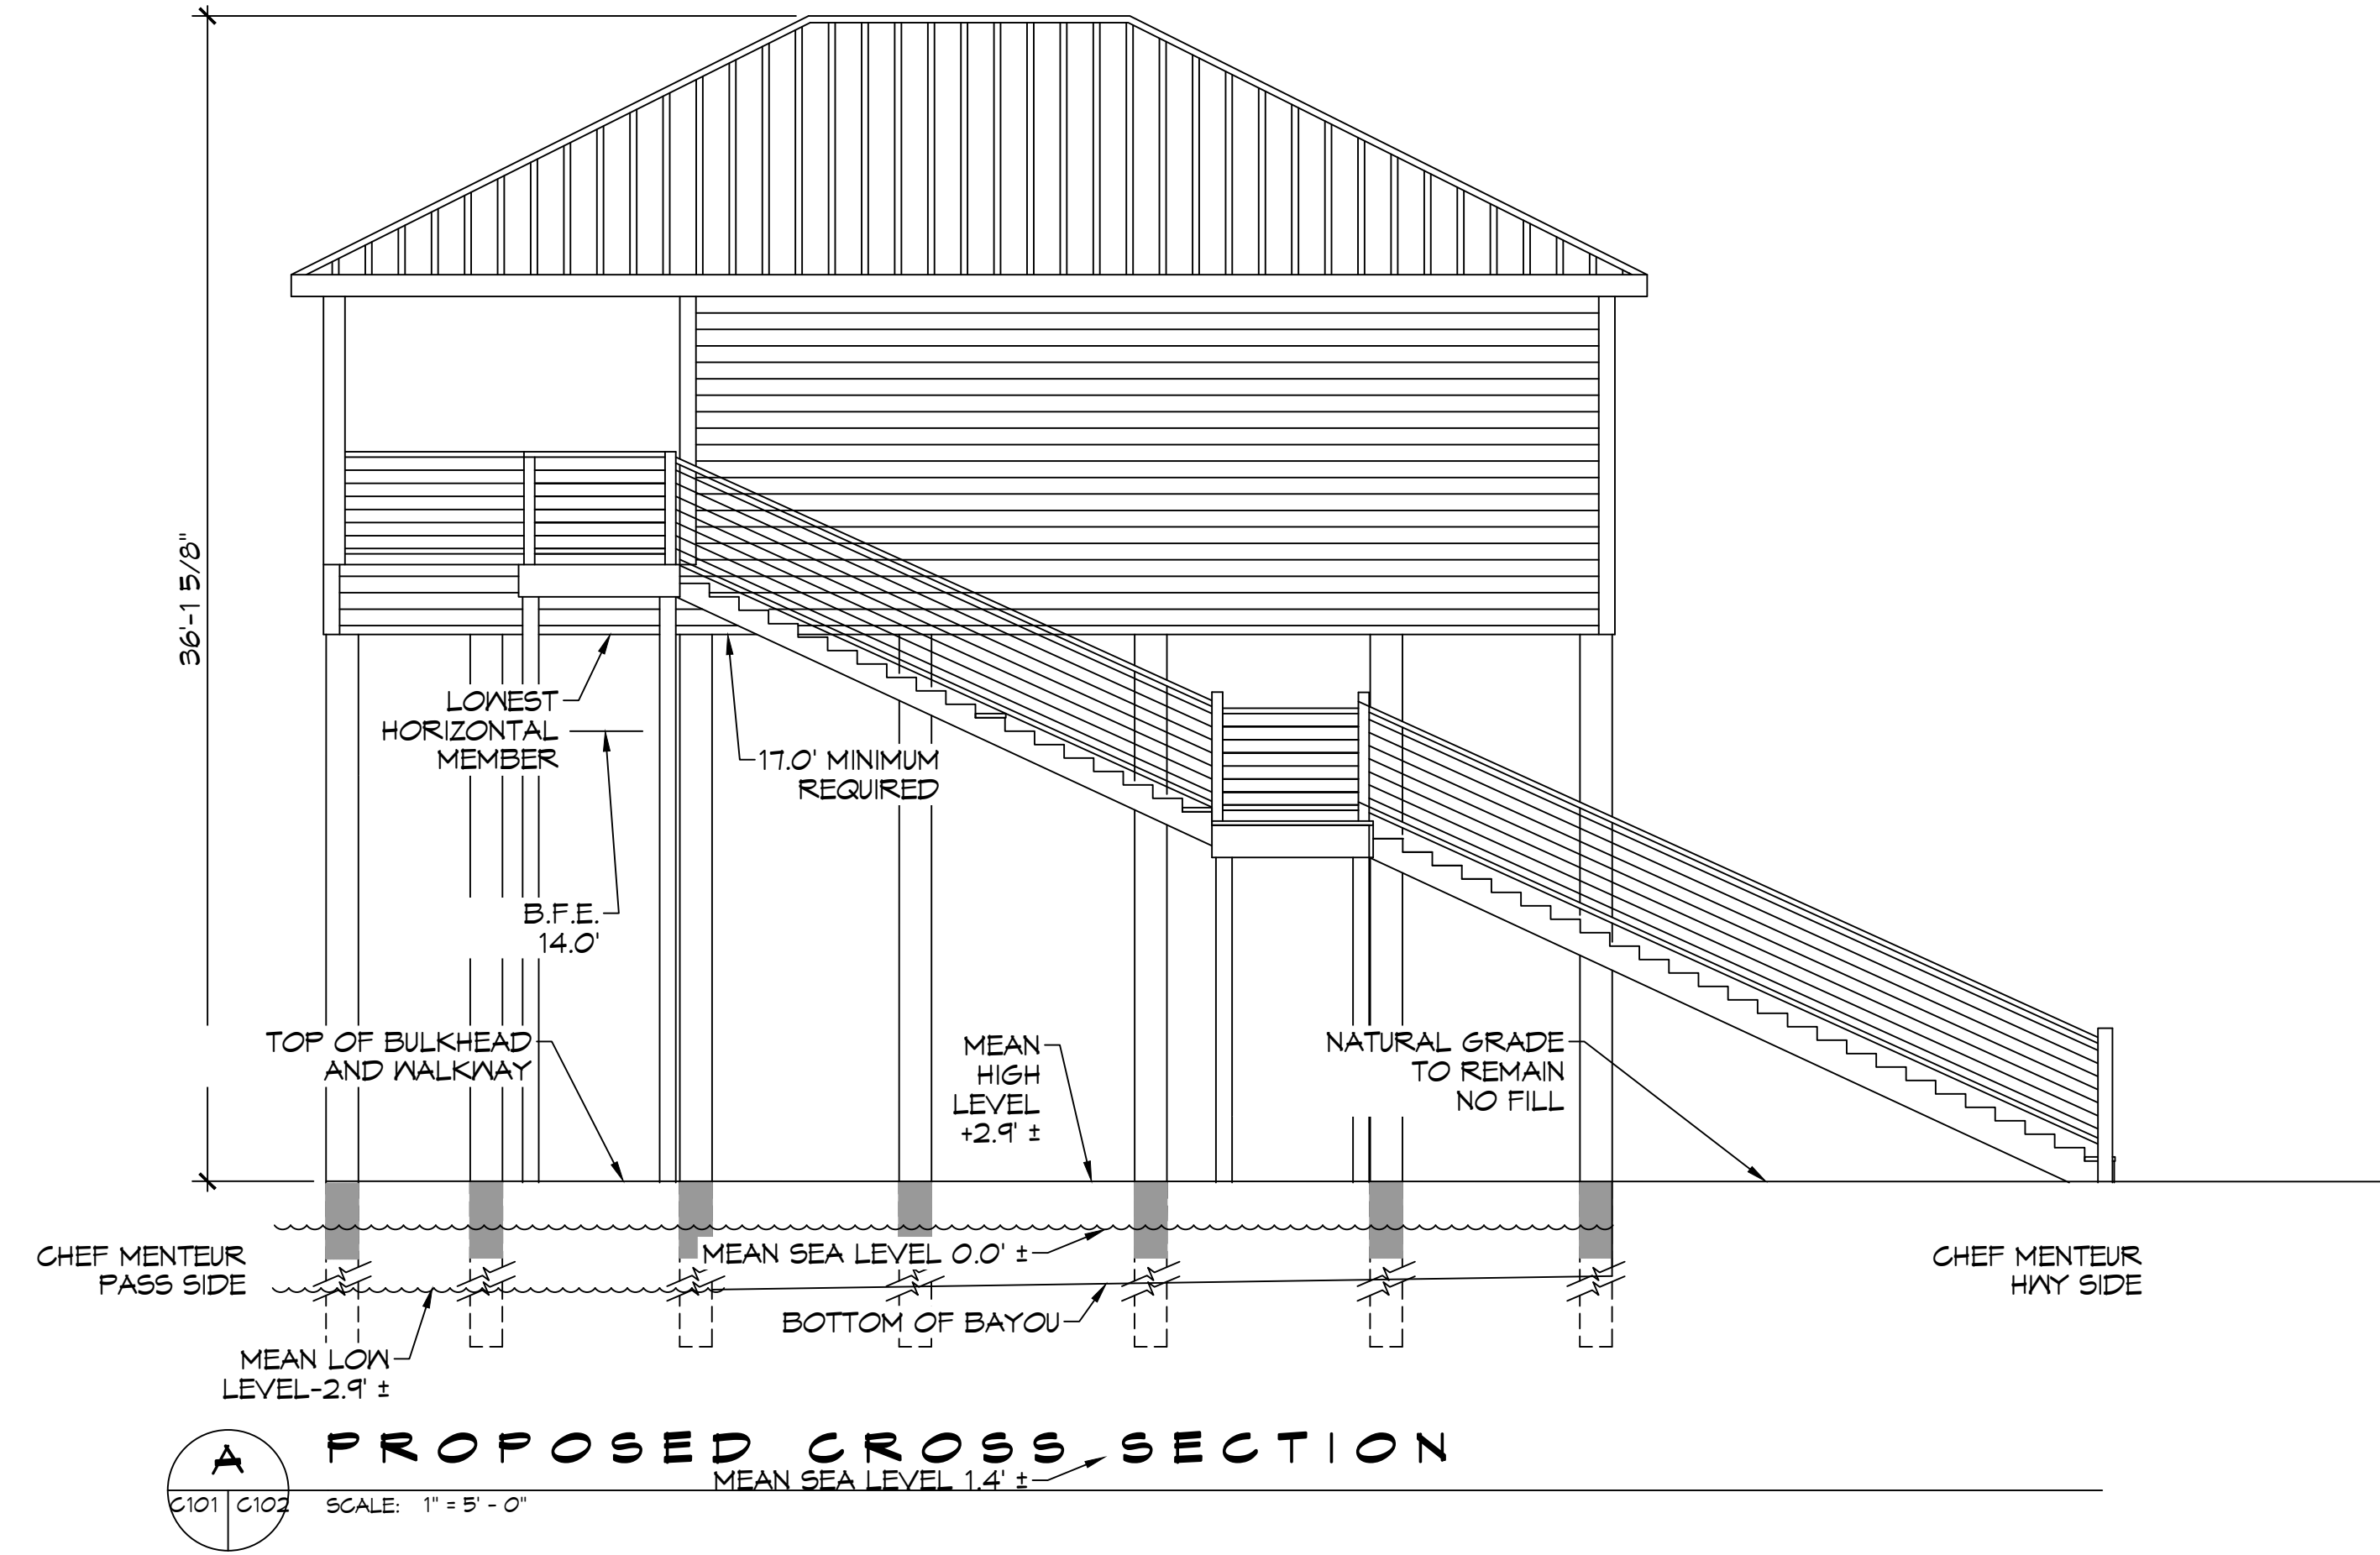 36'-1 5/8"
LOWEST
HORIZONTAL
MEMBER
17.0' MINIMUM
REQUIRED
B.F.E.
14.0'
TOP OF BULKHEAD
AND WALKWAY
MEAN
HIGH
LEVEL
+2.9' ±
NATURAL GRADE
TO REMAIN
NO FILL
CHEF MENTEUR
PASS SIDE
MEAN SEA LEVEL 0.0' ±
CHEF MENTEUR
HWY SIDE
BOTTOM OF BAYOU
MEAN LOW
LEVEL-2.9' ±
A
PROPOSED CROSS SECTION
MEAN SEA LEVEL 1.4' ±
C101 C102
SCALE: 1" = 5' - 0"